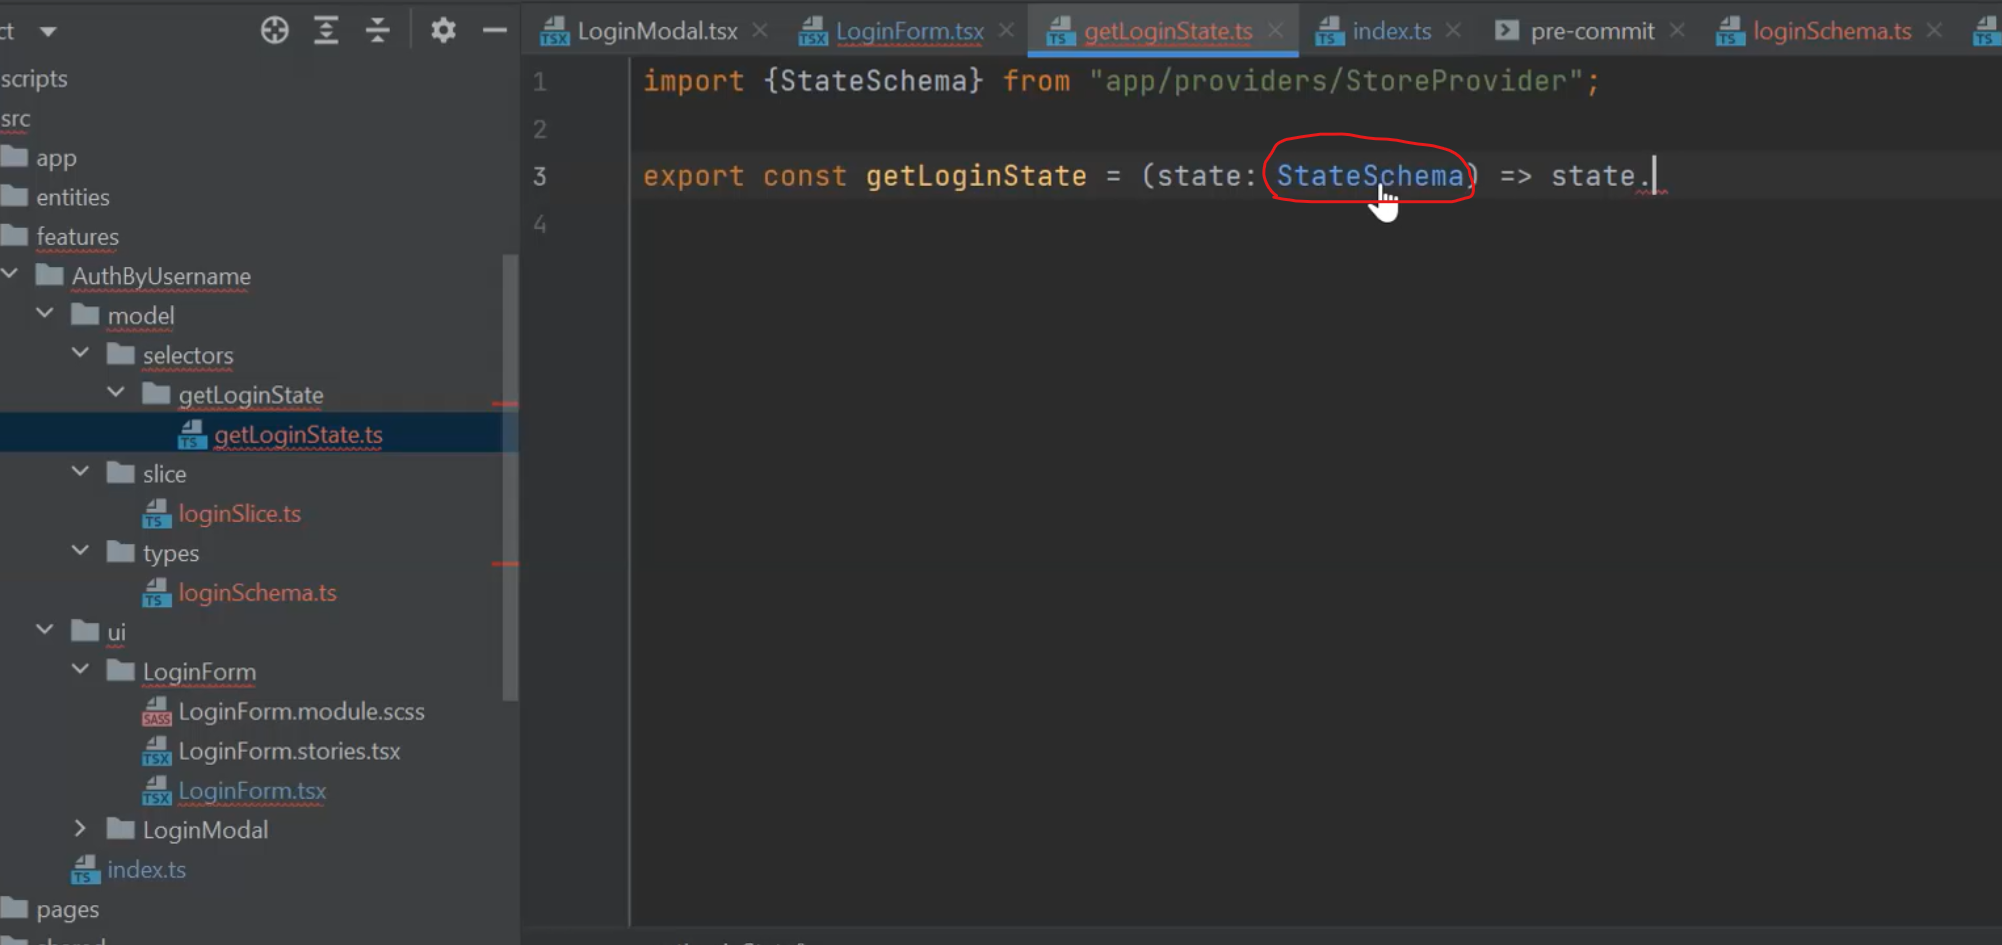 ct
LoginModal.tsx LoginForm.tsx getLoginState.ts index.ts pre-commit loginSchema.ts
scripts
src
app
entities
features
AuthByUsername
model
selectors
getLoginState
getLoginState.ts
slice
loginSlice.ts
types
loginSchema.ts
ui
LoginForm
LoginForm.module.scss
LoginForm.stories.tsx
LoginForm.tsx
LoginModal
index.ts
pages
1 import {StateSchema} from "app/providers/StoreProvider";
2
3 export const getLoginState = (state: StateSchema) => state.
4